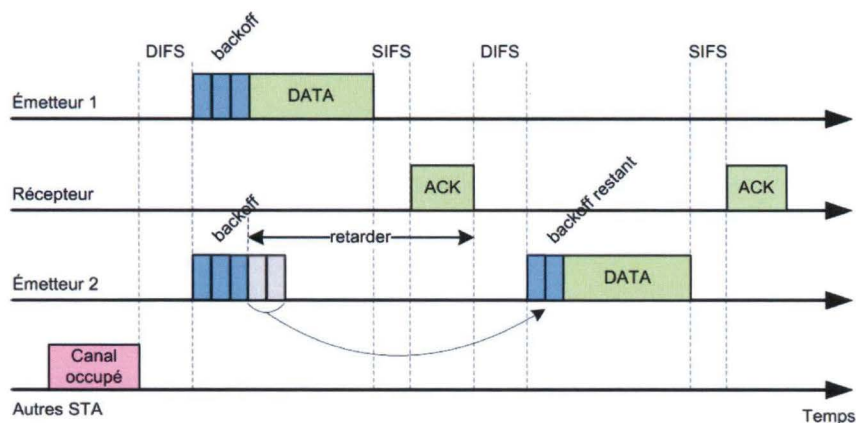 DIFS
backoff
SIFS
DIFS
SIFS
Émetteur 1
DATA
Récepteur
ACK
ACK
backoff
retarder
backoff restant
Émetteur 2
DATA
Canal
occupé
Autres STA
Temps